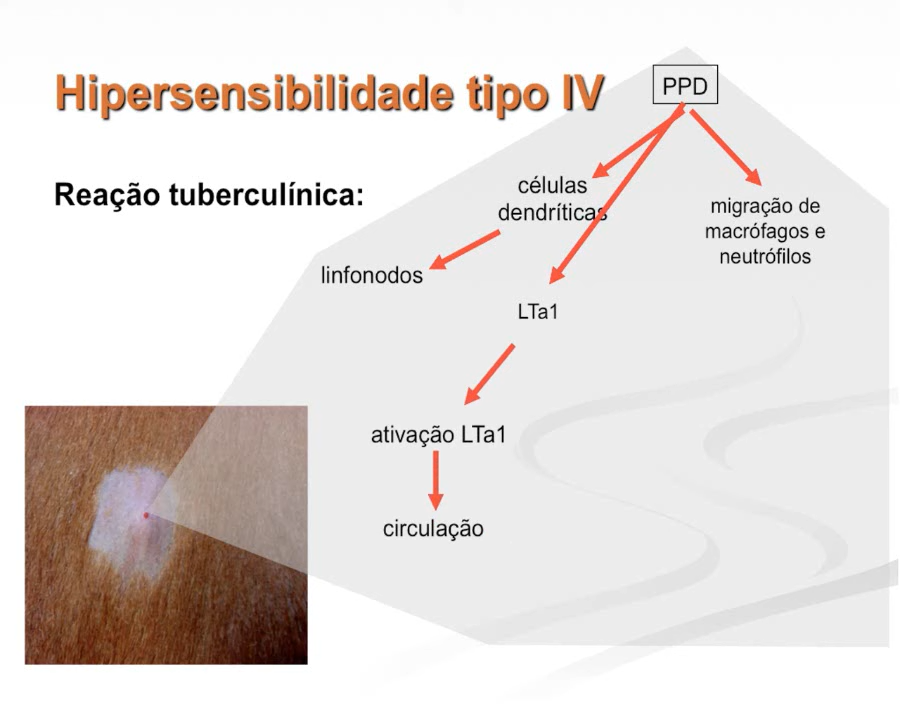 Hipersensibilidade tipo IV
PPD
Reação tuberculínica:
células
dendríticas
migração de
macrófagos e
neutrófilos
linfonodos
LTa1
ativação LTa1
circulação